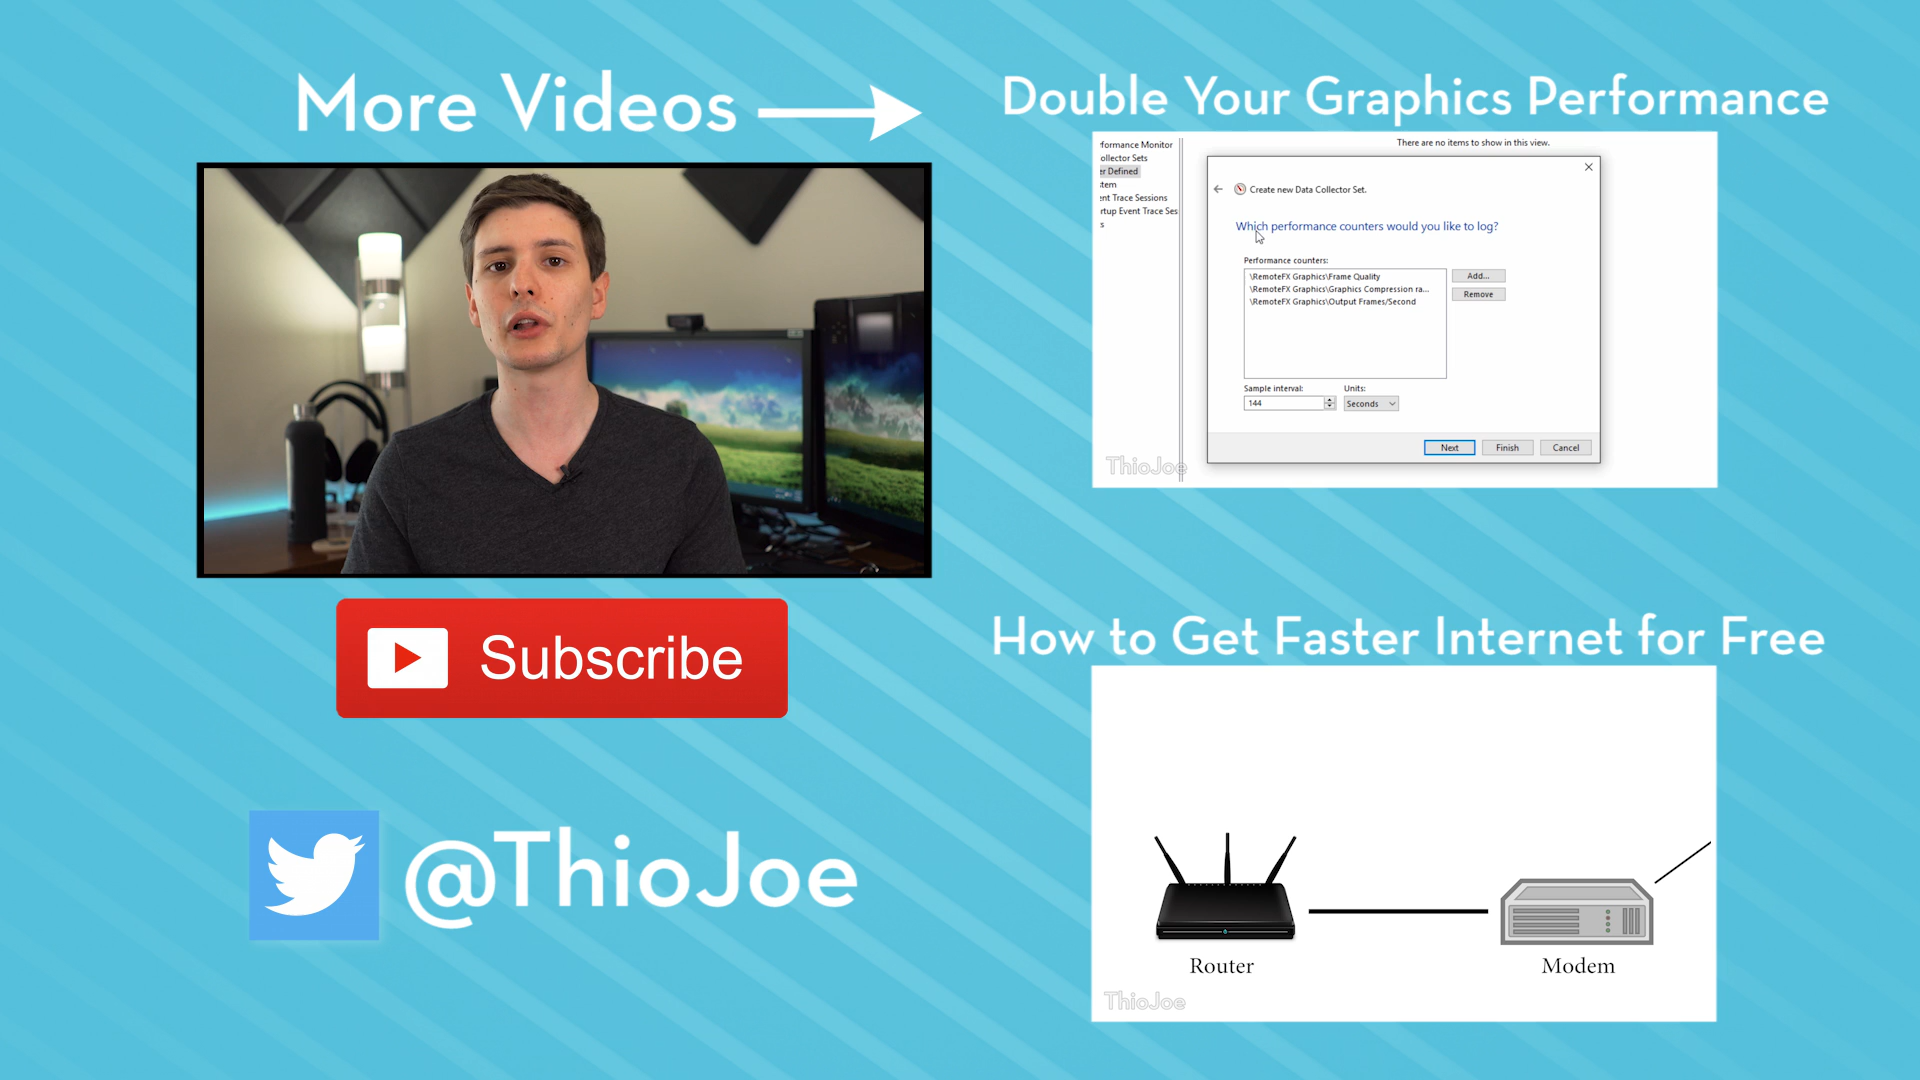 More Videos
Double Your Graphics Performance
formance Monitor
ollector Sets
er Defined
stem
ent Trace Sessions
rtup Event Trace Ses
s
There are no items to show in this view.
Create new Data Collector Set.
Which performance counters would you like to log?
Performance counters:
\RemoteFX Graphics\Frame Quality
\RemoteFX Graphics\Graphics Compression ra...
\RemoteFX Graphics\Output Frames/Second
Add...
Remove
Sample interval:
Units:
144
Seconds
Next
Finish
Cancel
ThioJoe
Subscribe
@ThioJoe
How to Get Faster Internet for Free
Router
Modem
ThioJoe